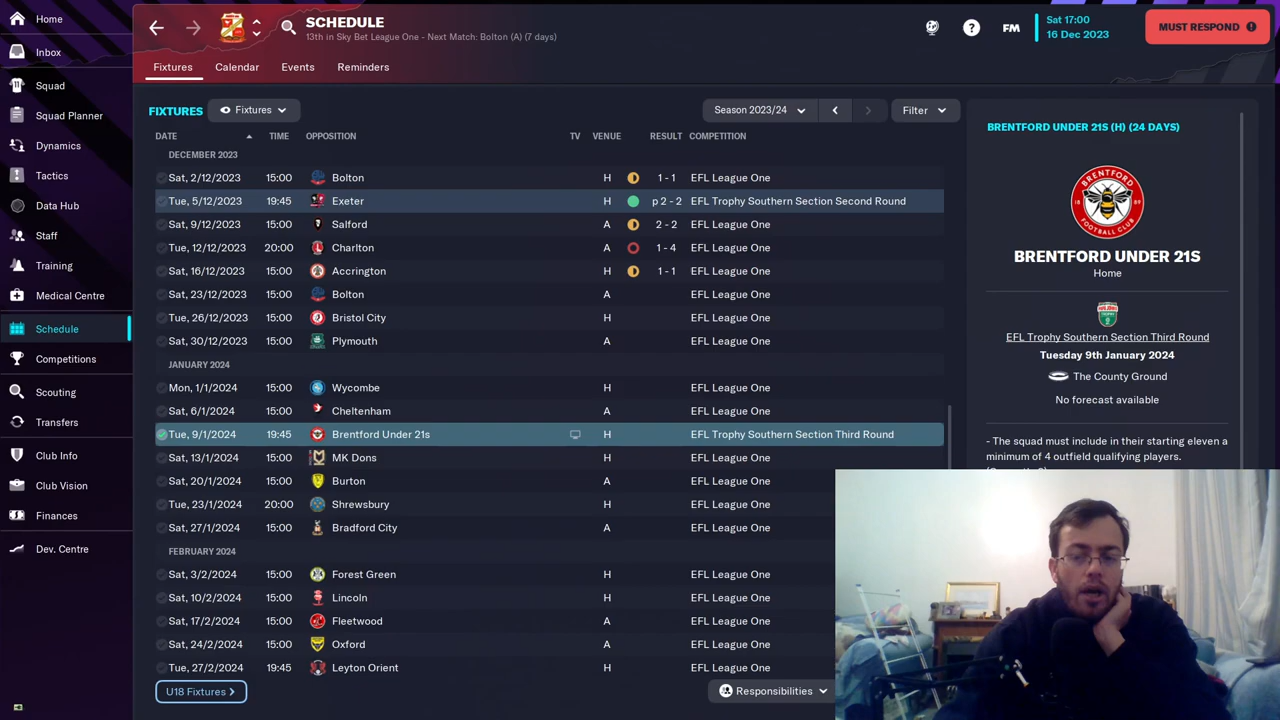 Home
Inbox
Squad
Squad Planner
Dynamics
Tactics
Data Hub
Staff
Training
Medical Centre
Schedule
Competitions
Scouting
Transfers
Club Info
Club Vision
Finances
Dev. Centre
SCHEDULE
13th in Sky Bet League One - Next Match: Bolton (A) (7 days)
FM
Sat 17:00
16 Dec 2023
MUST RESPOND
Fixtures Calendar Events Reminders
FIXTURES Fixtures Season 2023/24 Filter
DATE TIME OPPOSITION TV VENUE RESULT COMPETITION
DECEMBER 2023
Sat, 2/12/2023 15:00 Bolton H 1 - 1 EFL League One
Tue, 5/12/2023 19:45 Exeter H p 2 - 2 EFL Trophy Southern Section Second Round
Sat, 9/12/2023 15:00 Salford A 2 - 2 EFL League One
Tue, 12/12/2023 20:00 Charlton A 1 - 4 EFL League One
Sat, 16/12/2023 15:00 Accrington H 1 - 1 EFL League One
Sat, 23/12/2023 15:00 Bolton A EFL League One
Tue, 26/12/2023 15:00 Bristol City H EFL League One
Sat, 30/12/2023 15:00 Plymouth A EFL League One
JANUARY 2024
Mon, 1/1/2024 15:00 Wycombe H EFL League One
Sat, 6/1/2024 15:00 Cheltenham A EFL League One
Tue, 9/1/2024 19:45 Brentford Under 21s H EFL Trophy Southern Section Third Round
Sat, 13/1/2024 15:00 MK Dons H EFL League One
Sat, 20/1/2024 15:00 Burton A EFL League One
Tue, 23/1/2024 20:00 Shrewsbury H EFL League One
Sat, 27/1/2024 15:00 Bradford City A EFL League One
FEBRUARY 2024
Sat, 3/2/2024 15:00 Forest Green H EFL League One
Sat, 10/2/2024 15:00 Lincoln H EFL League One
Sat, 17/2/2024 15:00 Fleetwood A EFL League One
Sat, 24/2/2024 15:00 Oxford A EFL League One
Tue, 27/2/2024 19:45 Leyton Orient H EFL League One
U18 Fixtures
Responsibilities
BRENTFORD UNDER 21S (H) (24 DAYS)
BRENTFORD
FOOTBALL CLUB
BRENTFORD UNDER 21S
Home
EFL Trophy Southern Section Third Round
Tuesday 9th January 2024
The County Ground
No forecast available
- The squad must include in their starting eleven a
minimum of 4 outfield qualifying players.